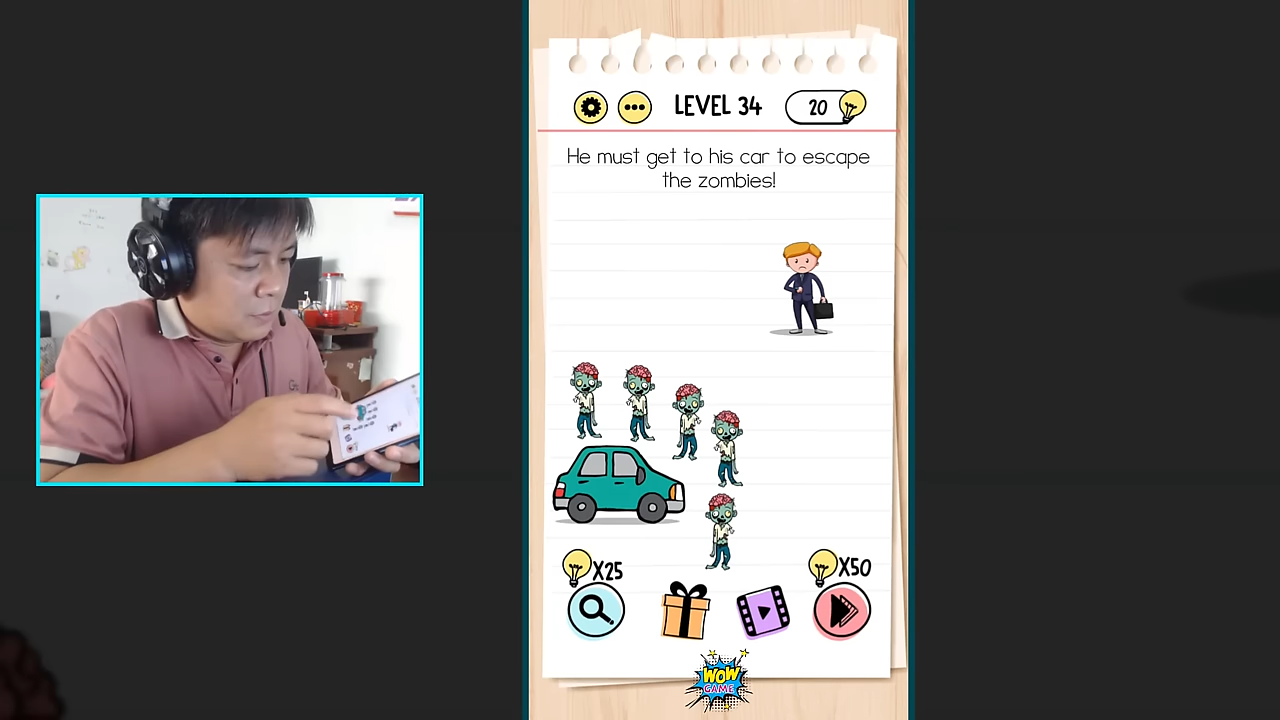 LEVEL 34
20
He must get to his car to escape
the zombies!
X25
X50
WOW
GAME